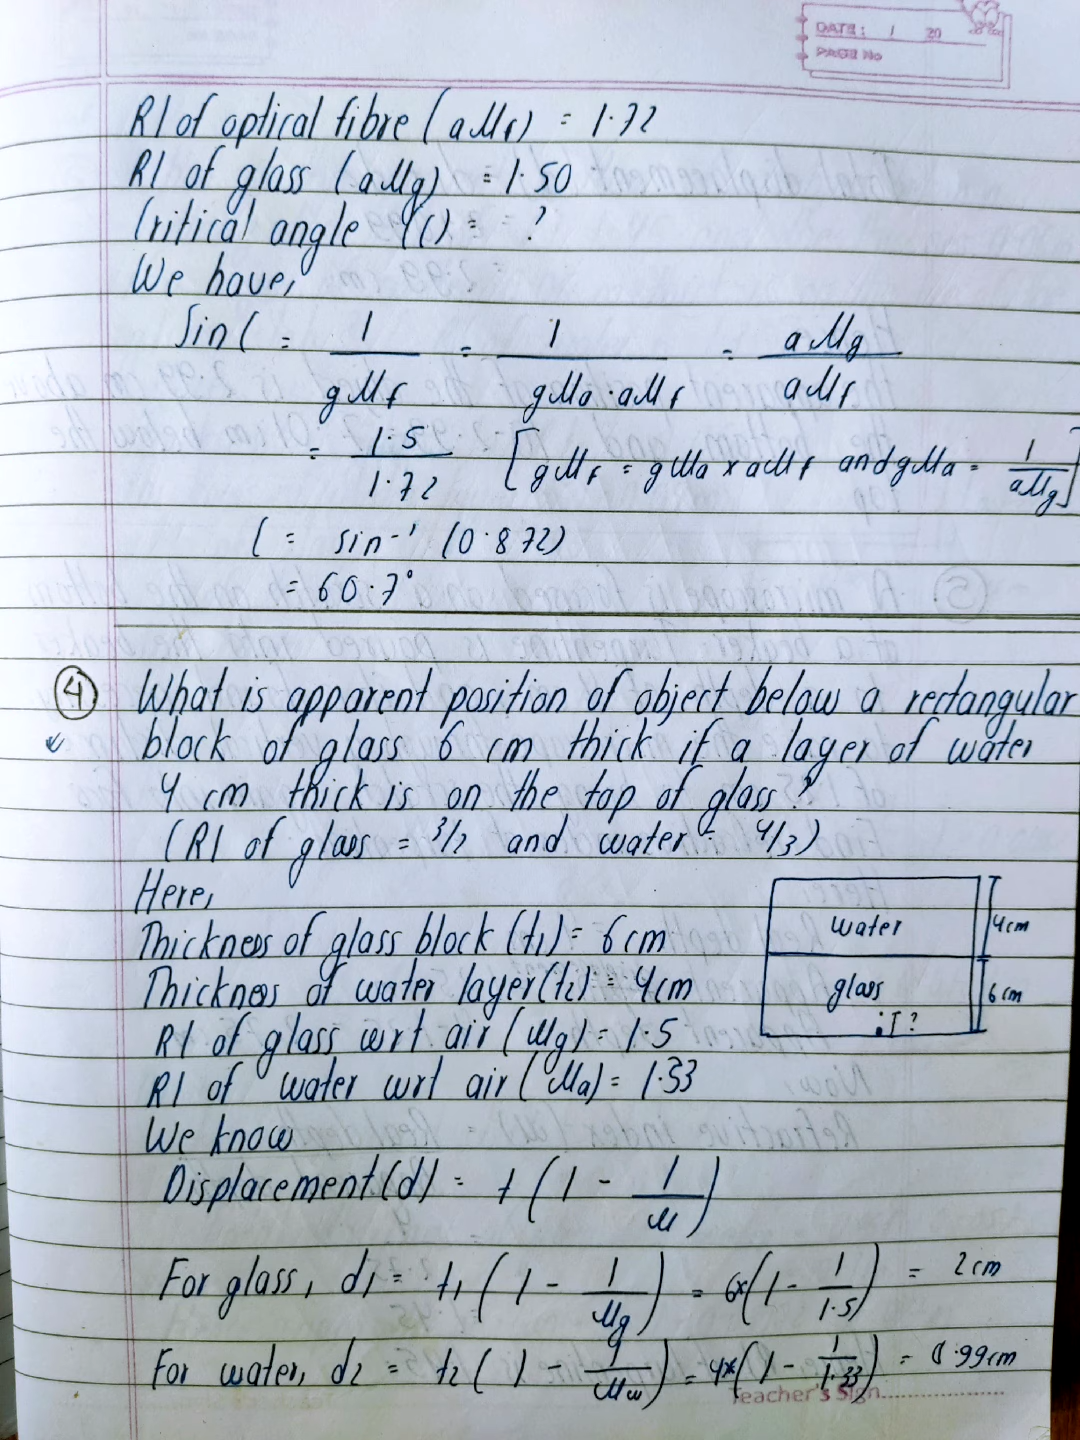 DATE: / 20
PAGE No
RI of optical fibre (aμf) = 1.72
RI of glass (aμg) = 1.50
Critical angle (C) = ?
We have,
Sin C = 1/gμf = 1/gμa·aμf = aμg/aμf
= 1.5/1.72 [gμf = gμa x aμf and gμa = 1/aμg]
C = sin-1 (0.872)
= 60.7°
4 What is apparent position of object below a rectangular
block of glass 6 cm thick if a layer of water
4 cm thick is on the top of glass?
(RI of glass = 3/2 and water = 4/3)
Here,
Thickness of glass block (t1) = 6cm
Thickness of water layer (t2) = 4cm
RI of glass wrt air (μg) = 1.5
RI of water wrt air (μa) = 1.33
water 4cm
glass 6cm
?
We know
Displacement (d) = t (1 - 1/μ)
For glass, d1 = t1 (1 - 1/μg) = 6x(1 - 1/1.5) = 2cm
For water, d2 = t2 (1 - 1/μw) = 4x(1 - 1/1.33) = 0.99cm
Teacher's Sign